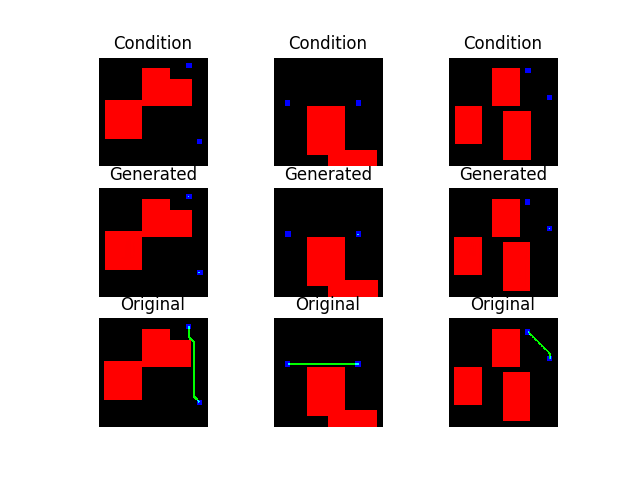 Condition Condition Condition
Generated Generated Generated
Original Original Original